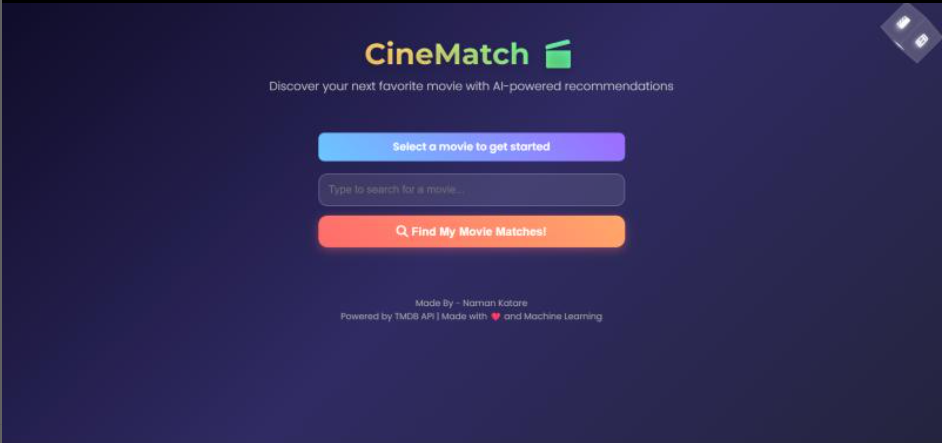 CineMatch
Discover your next favorite movie with AI-powered recommendations
Select a movie to get started
Type to search for a movie...
Find My Movie Matches!
Made By - Naman Katare
Powered by TMDB API | Made with ❤️ and Machine Learning